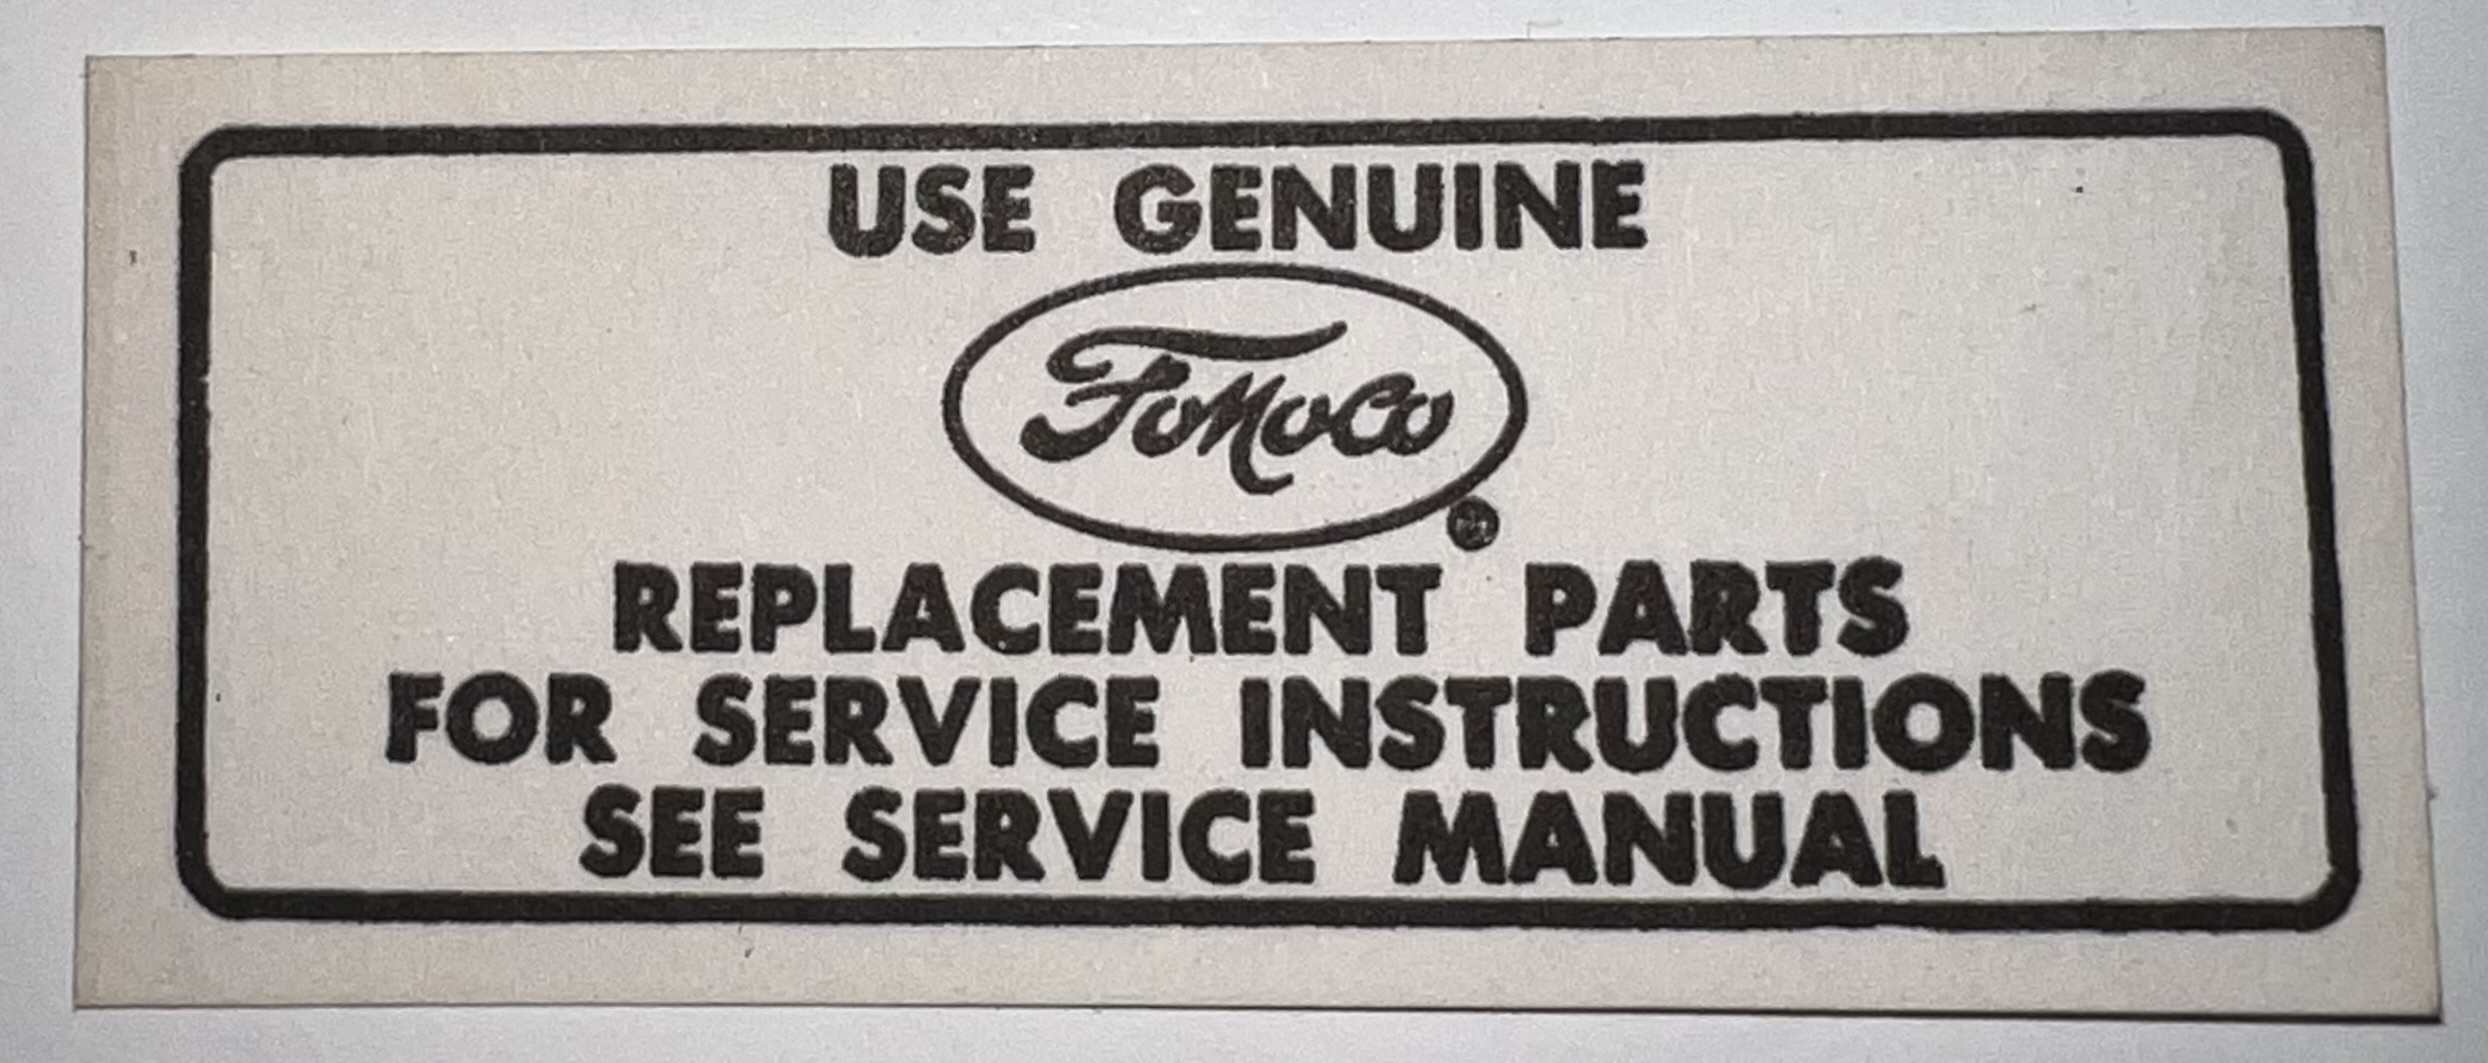 USE GENUINE
FoMoCo
®
REPLACEMENT PARTS
FOR SERVICE INSTRUCTIONS
SEE SERVICE MANUAL